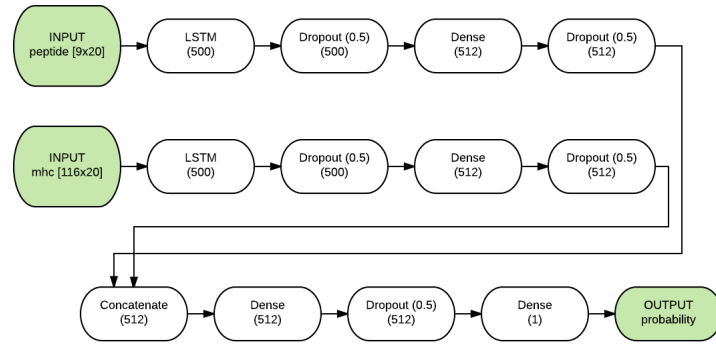 INPUT
peptide [9x20]
LSTM
(500)
Dropout (0.5)
(500)
Dense
(512)
Dropout (0.5)
(512)
INPUT
mhc [116x20]
LSTM
(500)
Dropout (0.5)
(500)
Dense
(512)
Dropout (0.5)
(512)
Concatenate
(512)
Dense
(512)
Dropout (0.5)
(512)
Dense
(1)
OUTPUT
probability